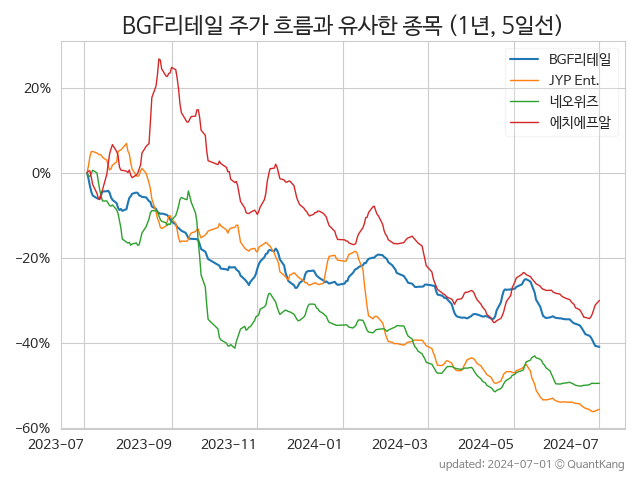 BGF리테일 주가 흐름과 유사한 종목 (1년, 5일선)
BGF리테일
JYP Ent.
네오위즈
에치에프알
20%
0%
−20%
−40%
−60%
2023-07 2023-09 2023-11 2024-01 2024-03 2024-05 2024-07
updated: 2024-07-01 © QuantKang